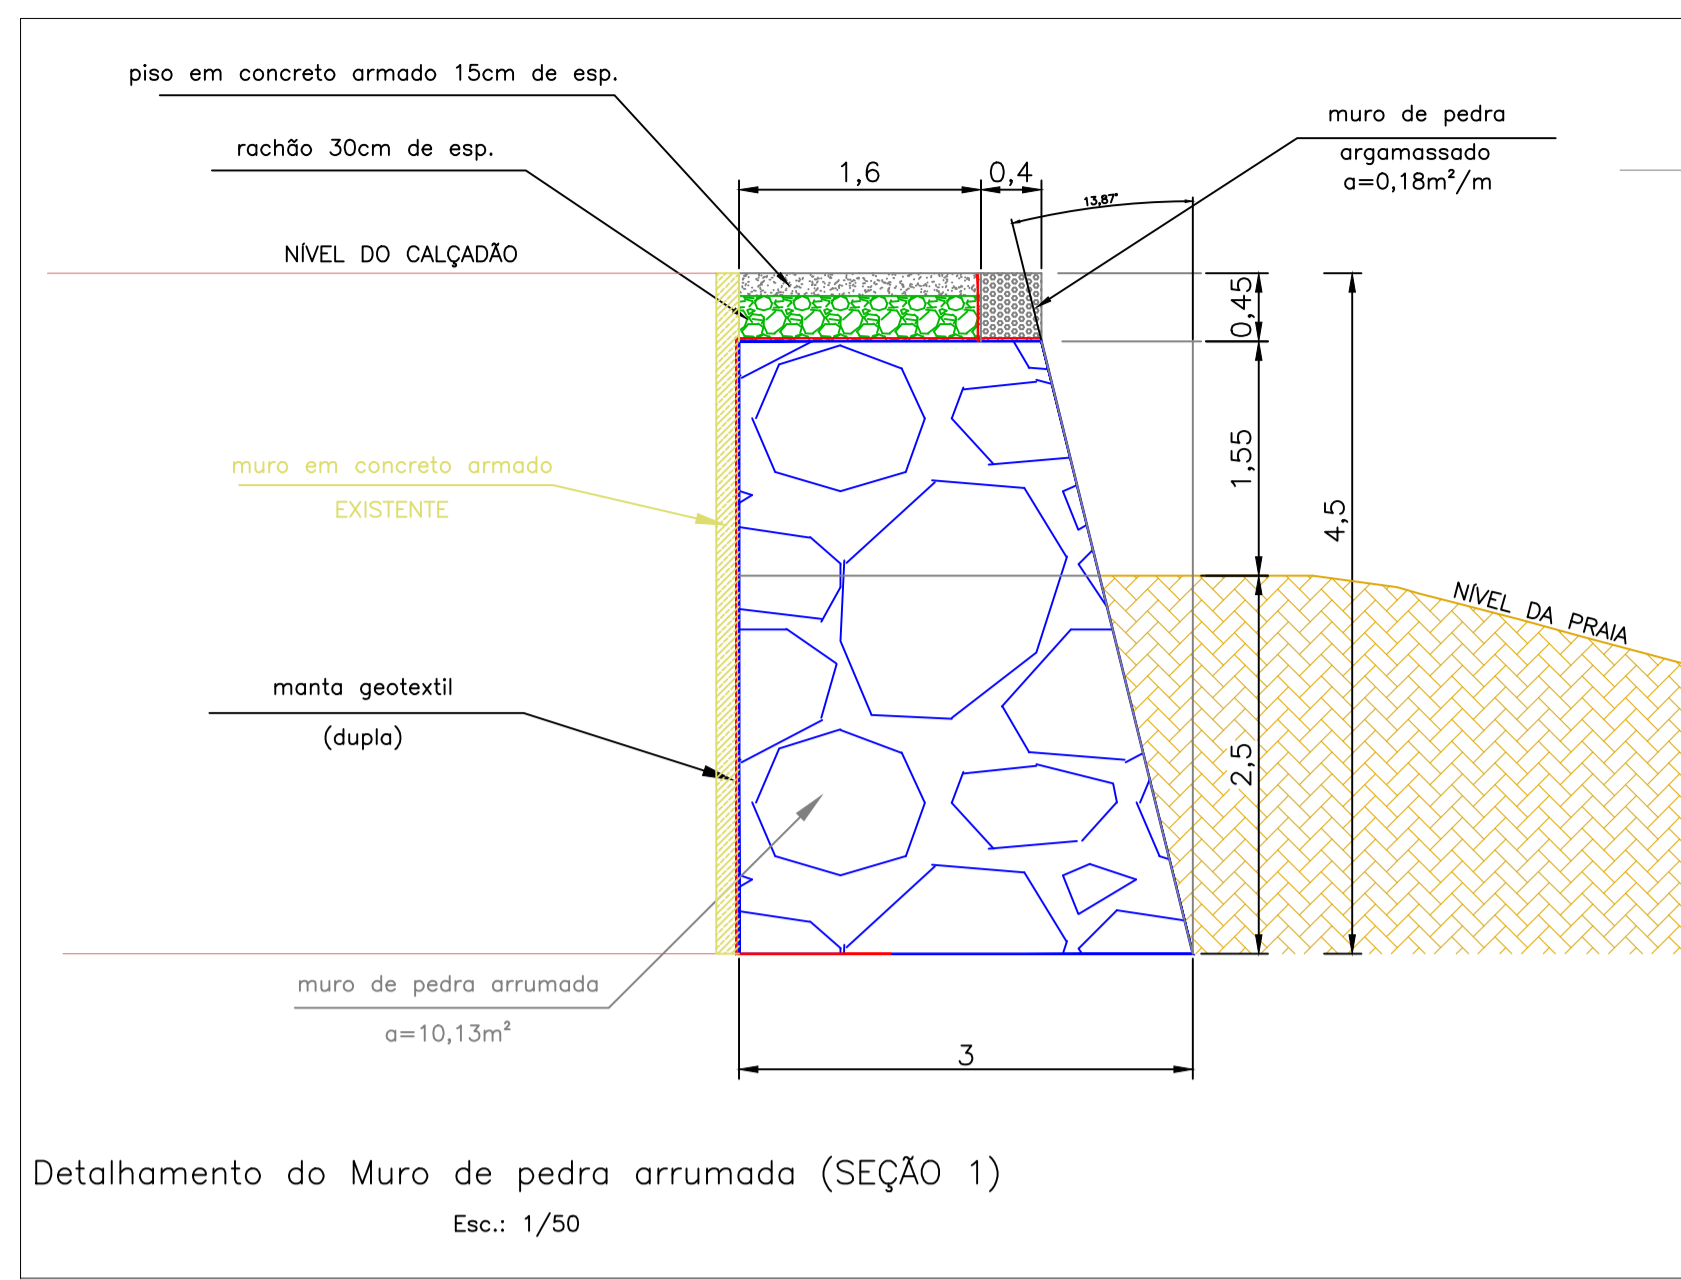 piso em concreto armado 15cm de esp.
rachão 30cm de esp.
muro de pedra
argamassado
a=0,18m²/m
1,6
0,4
13,87°
NÍVEL DO CALÇADÃO
0,45
1,55
4,5
muro em concreto armado
EXISTENTE
NÍVEL DA PRAIA
manta geotextil
(dupla)
2,5
muro de pedra arrumada
a=10,13m²
3
Detalhamento do Muro de pedra arrumada (SEÇÃO 1)
Esc.: 1/50